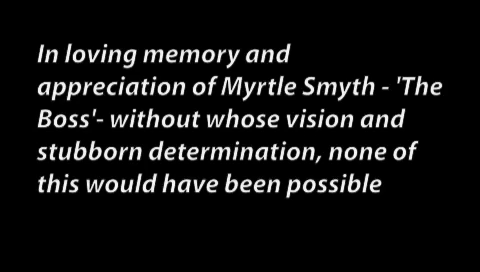 In loving memory and
appreciation of Myrtle Smyth - 'The
Boss'- without whose vision and
stubborn determination, none of
this would have been possible